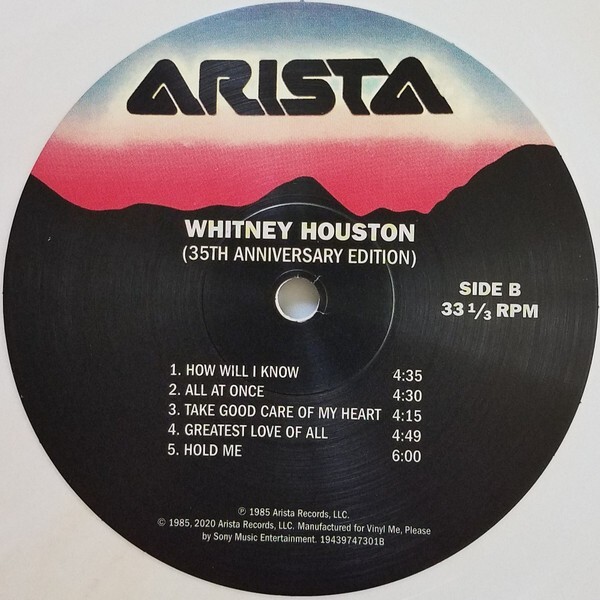 ARISTA
WHITNEY HOUSTON
(35TH ANNIVERSARY EDITION)
SIDE B
33 1/3 RPM
1. HOW WILL I KNOW 4:35
2. ALL AT ONCE 4:30
3. TAKE GOOD CARE OF MY HEART 4:15
4. GREATEST LOVE OF ALL 4:49
5. HOLD ME 6:00
℗ 1985 Arista Records, LLC.
© 1985, 2020 Arista Records, LLC. Manufactured for Vinyl Me, Please
by Sony Music Entertainment. 19439747301B